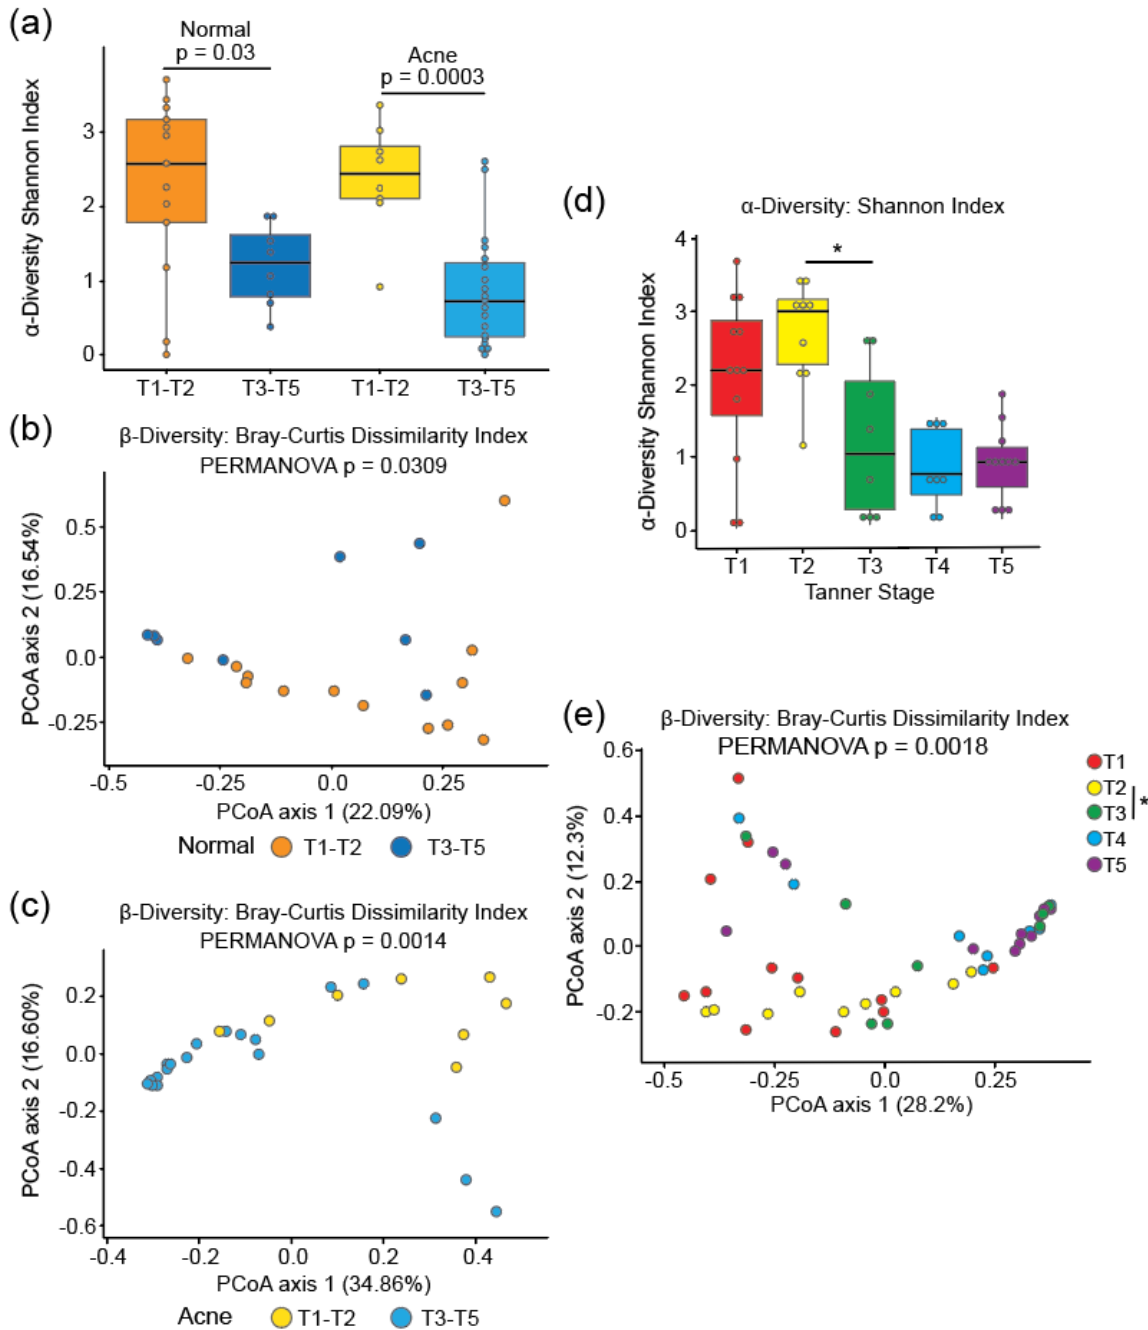 (a)
Normal
p = 0.03
Acne
p = 0.0003
α-Diversity Shannon Index
3
2
1
0
T1-T2
T3-T5
T1-T2
T3-T5
(b)
β-Diversity: Bray-Curtis Dissimilarity Index
PERMANOVA p = 0.0309
PCoA axis 2 (16.54%)
0.5
0.25
0.0
-0.25
-0.5
-0.25
0.0
0.25
PCoA axis 1 (22.09%)
Normal T1-T2 T3-T5
(c)
β-Diversity: Bray-Curtis Dissimilarity Index
PERMANOVA p = 0.0014
PCoA axis 2 (16.60%)
0.2
0.0
-0.2
-0.4
-0.6
-0.4
-0.2
0.0
0.2
0.4
PCoA axis 1 (34.86%)
Acne T1-T2 T3-T5
(d)
α-Diversity: Shannon Index
α-Diversity Shannon Index
4
3
2
1
0
*
T1
T2
T3
T4
T5
Tanner Stage
(e)
β-Diversity: Bray-Curtis Dissimilarity Index
PERMANOVA p = 0.0018
PCoA axis 2 (12.3%)
0.6
0.4
0.2
0.0
-0.2
-0.5
-0.25
0.0
0.25
PCoA axis 1 (28.2%)
T1
T2
T3
*
T4
T5